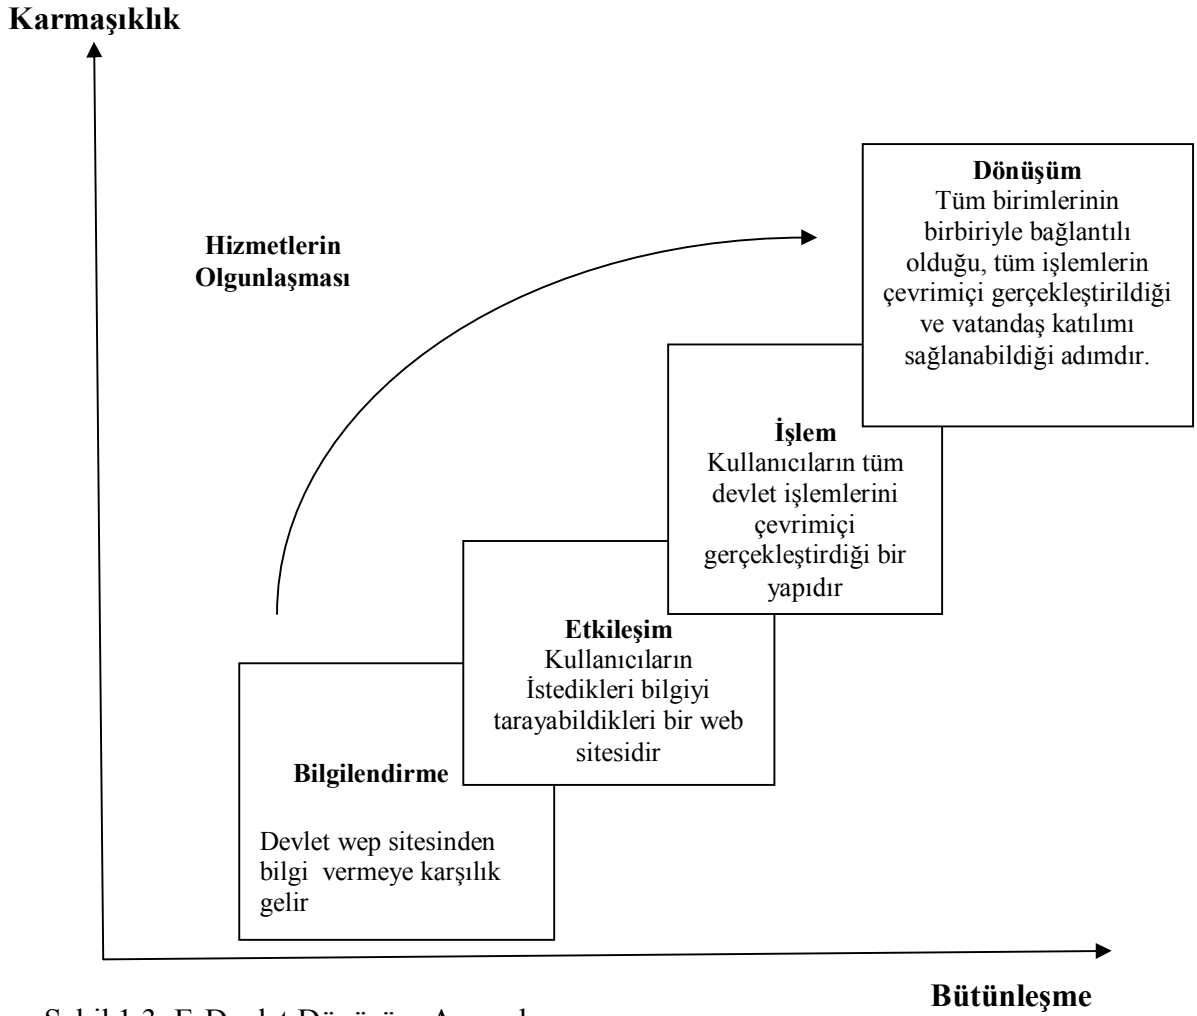 Karmaşıklık
Hizmetlerin
Olgunlaşması
Dönüşüm
Tüm birimlerinin
birbiriyle bağlantılı
olduğu, tüm işlemlerin
çevrimiçi gerçekleştirildiği
ve vatandaş katılımı
sağlanabildiği adımdır.
İşlem
Kullanıcıların tüm
devlet işlemlerini
çevrimiçi
gerçekleştirdiği bir
yapıdır
Etkileşim
Kullanıcıların
İstedikleri bilgiyi
tarayabildikleri bir web
sitesidir
Bilgilendirme
Devlet wep sitesinden
bilgi vermeye karşılık
gelir
Bütünleşme